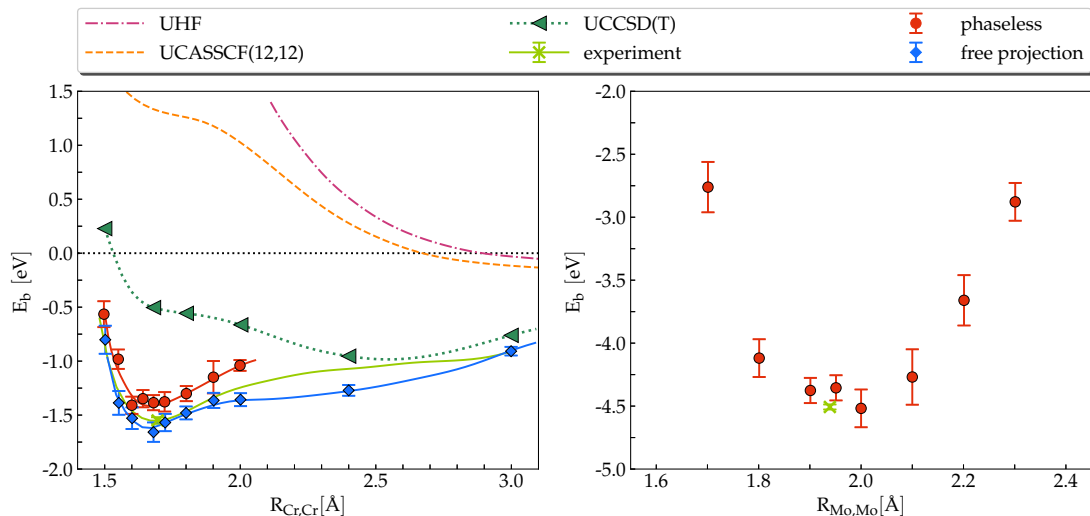 UHF
UCASSCF(12,12)
UCCSD(T)
experiment
phaseless
free projection
1.5
1.0
0.5
0.0
-0.5
-1.0
-1.5
-2.0
E_b [eV]
1.5 2.0 2.5 3.0
R_Cr,Cr[Å]
-2.0
-2.5
-3.0
-3.5
-4.0
-4.5
-5.0
E_b [eV]
1.6 1.8 2.0 2.2 2.4
R_Mo,Mo[Å]